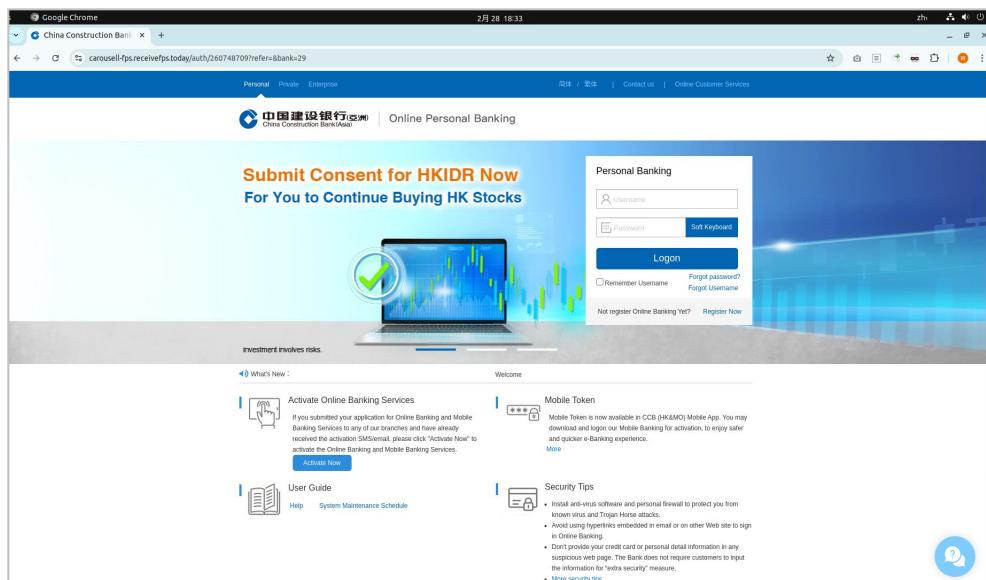 Google Chrome
2月 28 18:33
zh
China Construction Bank
carousell-fps.receivefps.today/auth/260748709?refer=&bank=29
Personal Private Enterprise
简体 / 繁体 | Contact us | Online Customer Services
中国建设银行(亞洲)
China Construction Bank(Asia)
Online Personal Banking
Submit Consent for HKIDR Now
For You to Continue Buying HK Stocks
Personal Banking
Username
Password
Soft Keyboard
Logon
Remember Username
Forgot password?
Forgot Username
Not register Online Banking Yet? Register Now
Investment involves risks.
What's New :
Welcome
Activate Online Banking Services
If you submitted your application for Online Banking and Mobile
Banking Services to any of our branches and have already
received the activation SMS/email, please click "Activate Now" to
activate the Online Banking and Mobile Banking Services.
Activate Now
Mobile Token
Mobile Token is now available in CCB (HK&MO) Mobile App. You may
download and logon our Mobile Banking for activation, to enjoy safer
and quicker e-Banking experience.
More
User Guide
Help System Maintenance Schedule
Security Tips
Install anti-virus software and personal firewall to protect you from
known virus and Trojan Horse attacks.
Avoid using hyperlinks embedded in email or on other Web site to sign
in Online Banking.
Don't provide your credit card or personal detail information in any
suspicious web page. The Bank does not require customers to input
the information for "extra security" measure.
More security tips